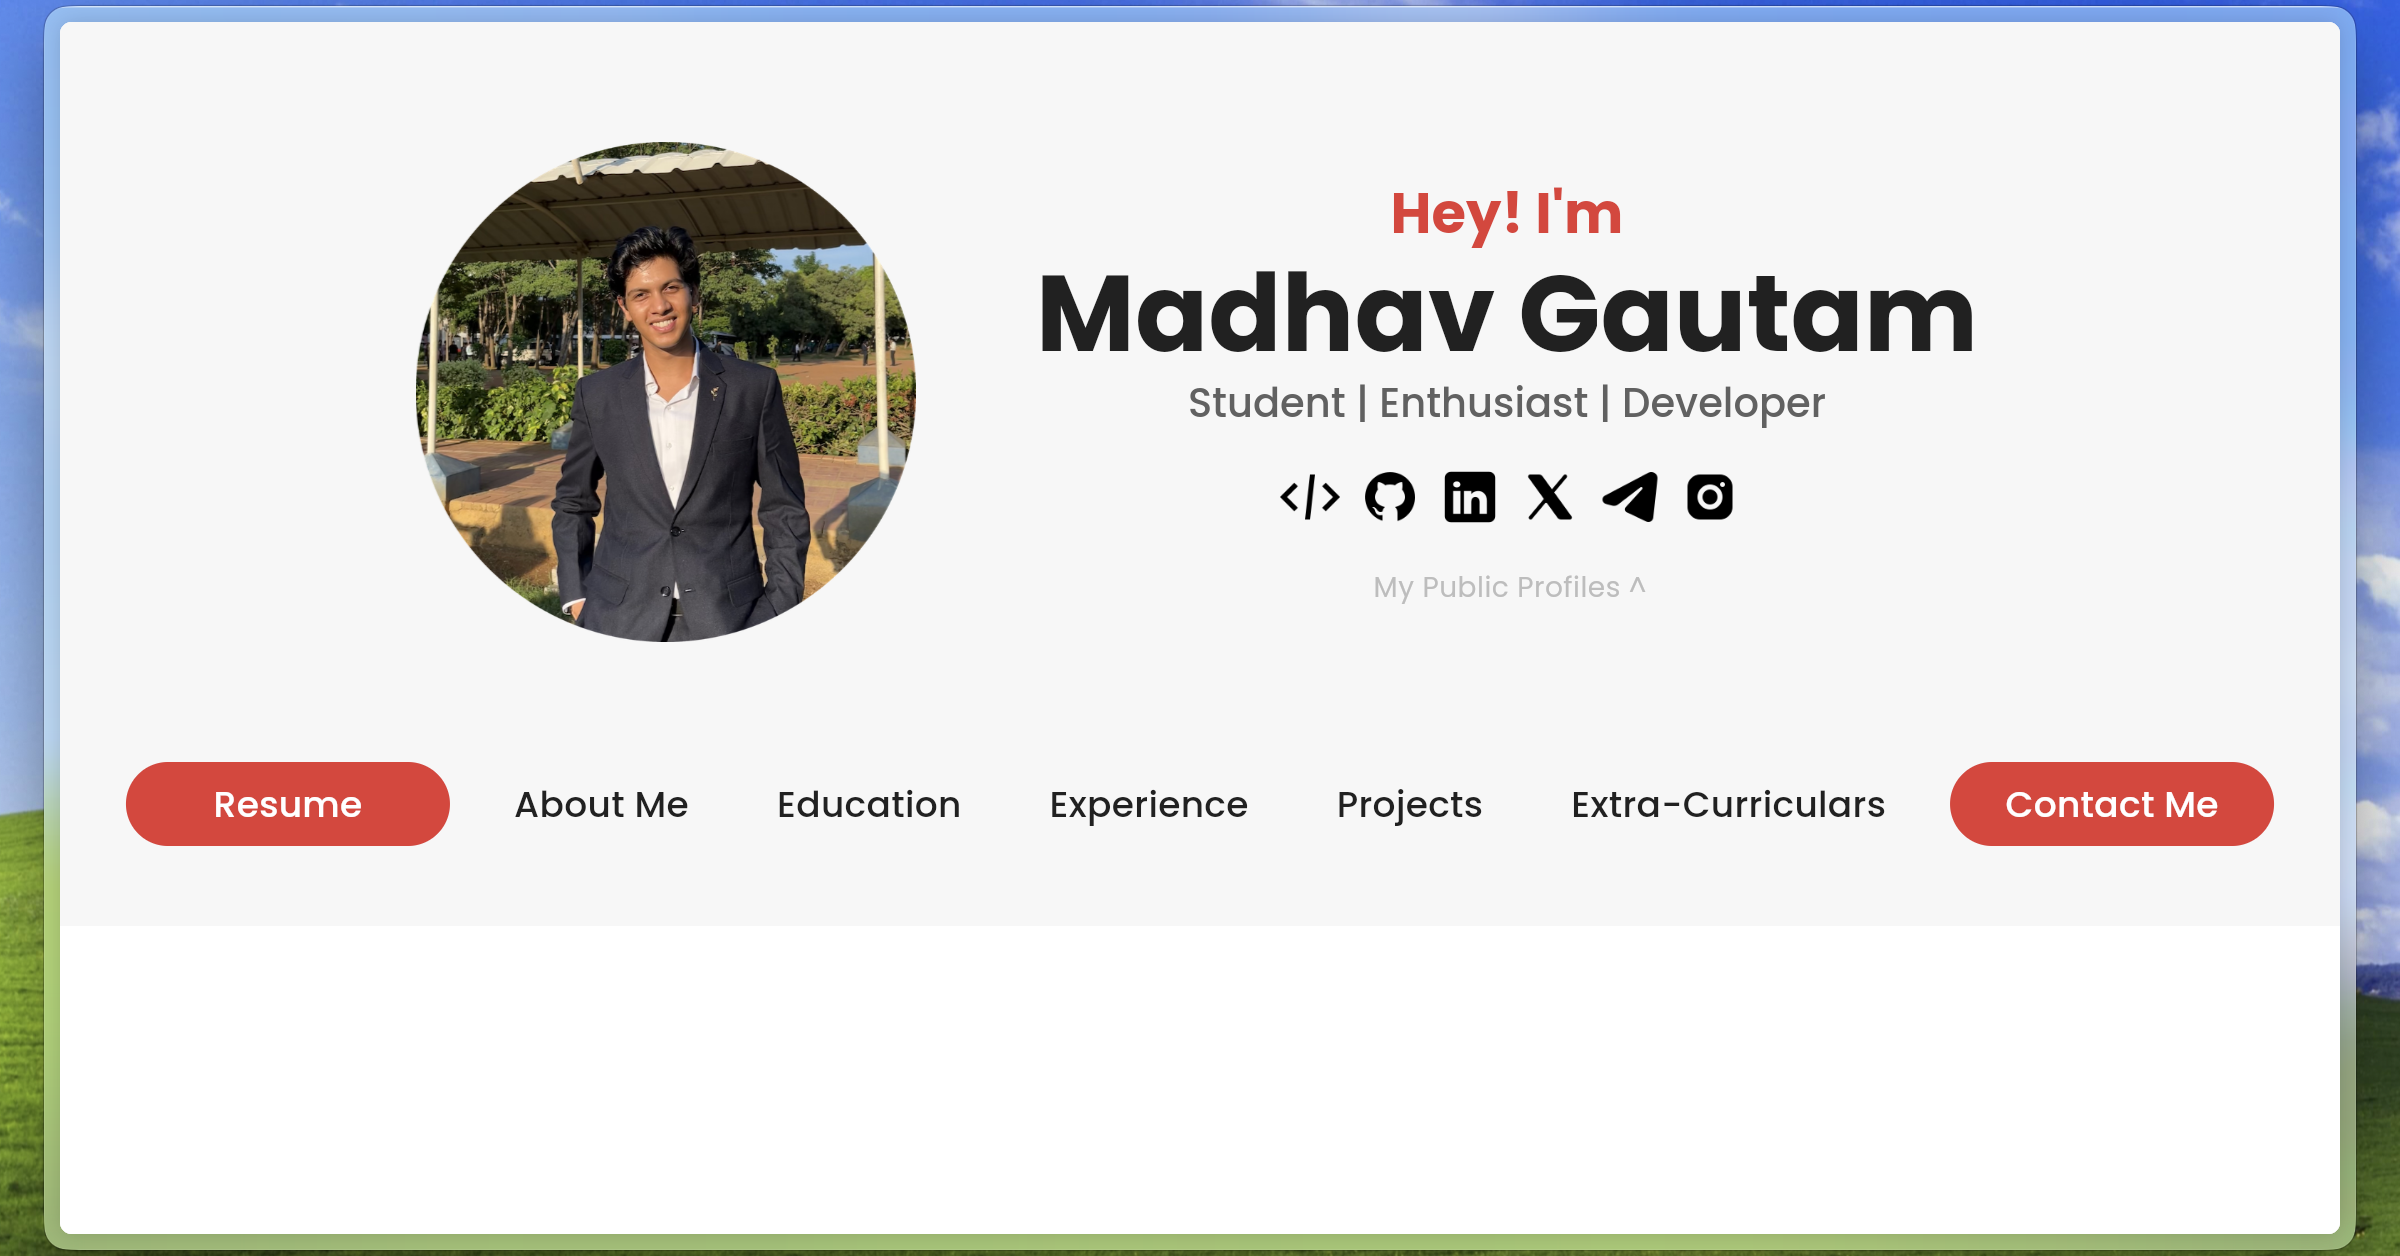 Hey! I'm
Madhav Gautam
Student | Enthusiast | Developer
</>
in
X
My Public Profiles ^
Resume
About Me
Education
Experience
Projects
Extra-Curriculars
Contact Me